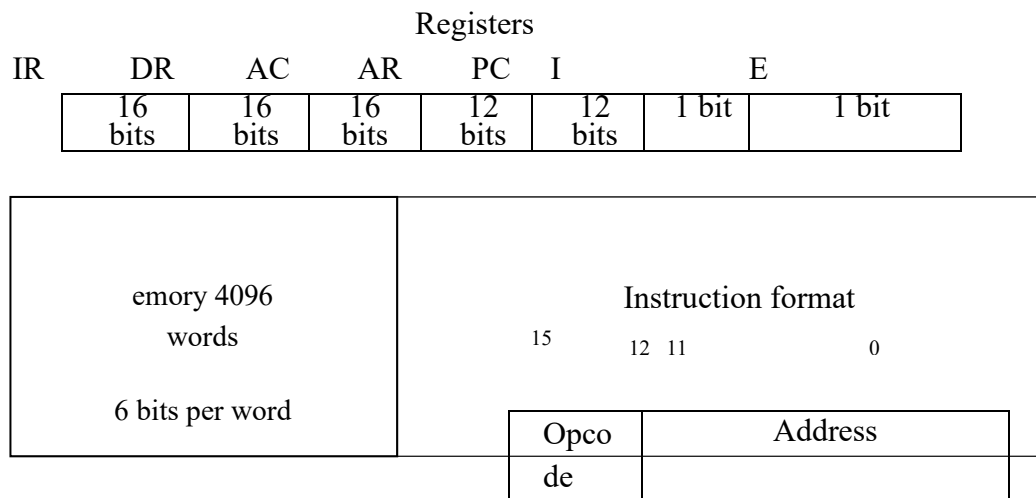 Registers
IR DR AC AR PC I E
16 bits 16 bits 16 bits 12 bits 12 bits 1 bit 1 bit
emory 4096
words
6 bits per word
Instruction format
15 12 11 0
Opco
de
Address